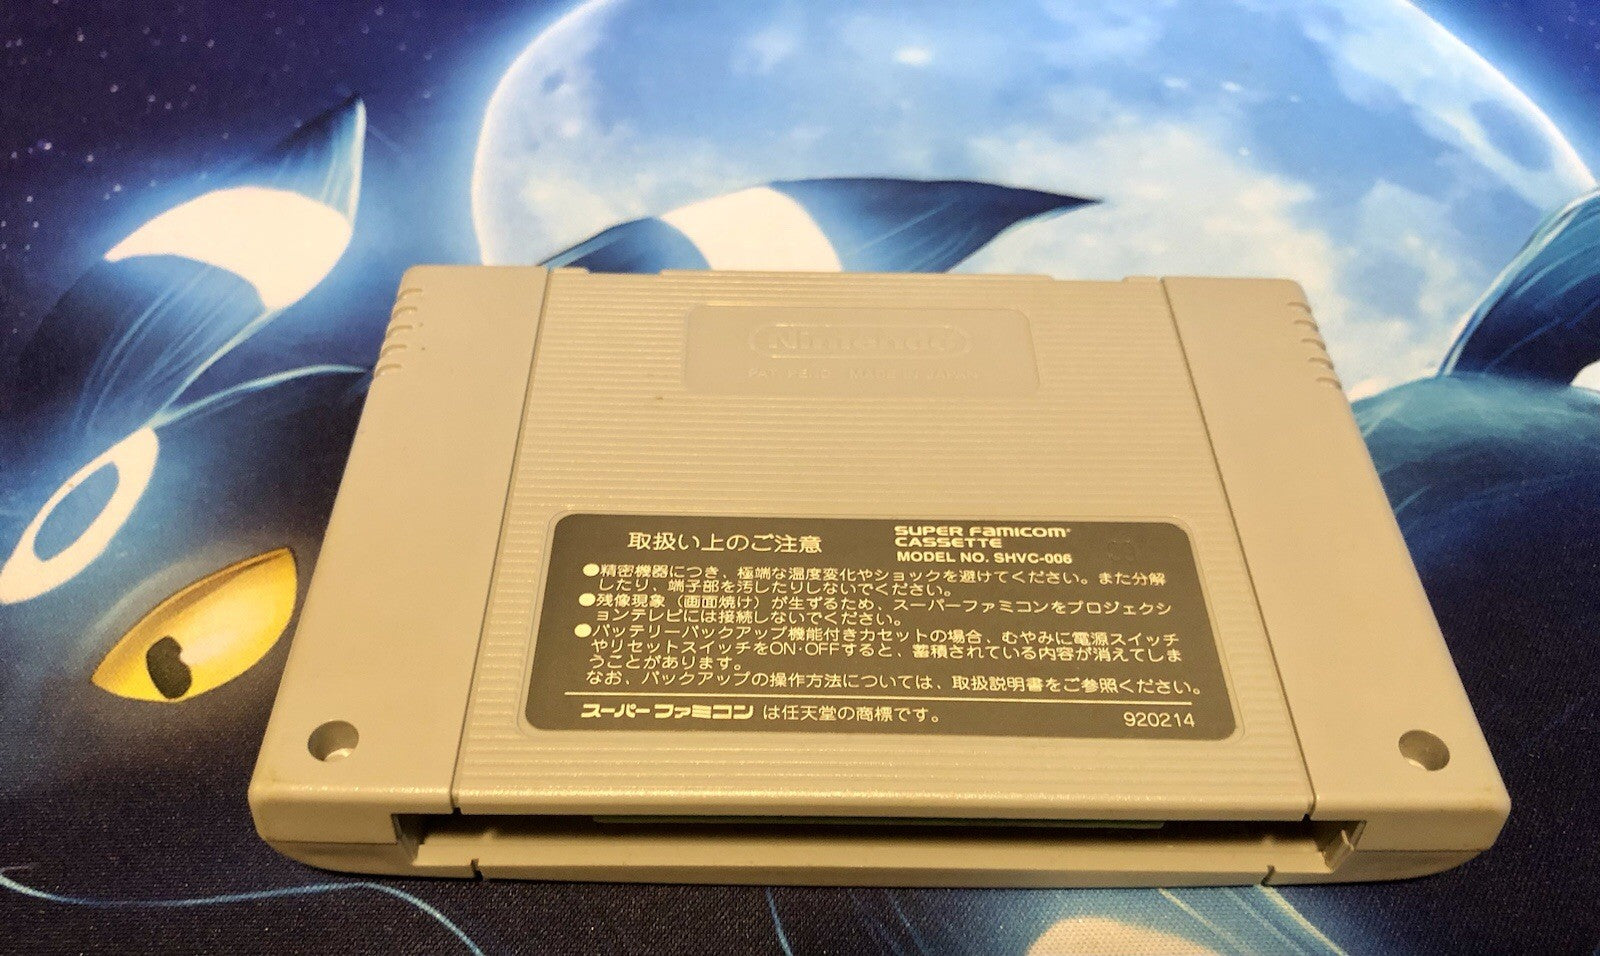 Nintendo
PAT. PEND. MADE IN JAPAN
取扱い上のご注意
SUPER FAMICOM
CASSETTE
MODEL NO. SHVC-006
●精密機器につき、極端な温度変化やショックを避けてください。また分解
したり、端子部を汚したりしないでください。
●残像現象（画面焼け）が生ずるため、スーパーファミコンをプロジェクシ
ョンテレビには接続しないでください。
●バッテリーバックアップ機能付きカセットの場合、むやみに電源スイッチ
やリセットスイッチをON·OFFすると、蓄積されている内容が消えてしま
うことがあります。
なお、バックアップの操作方法については、取扱説明書をご参照ください。
スーパーファミコン は任天堂の商標です。
920214